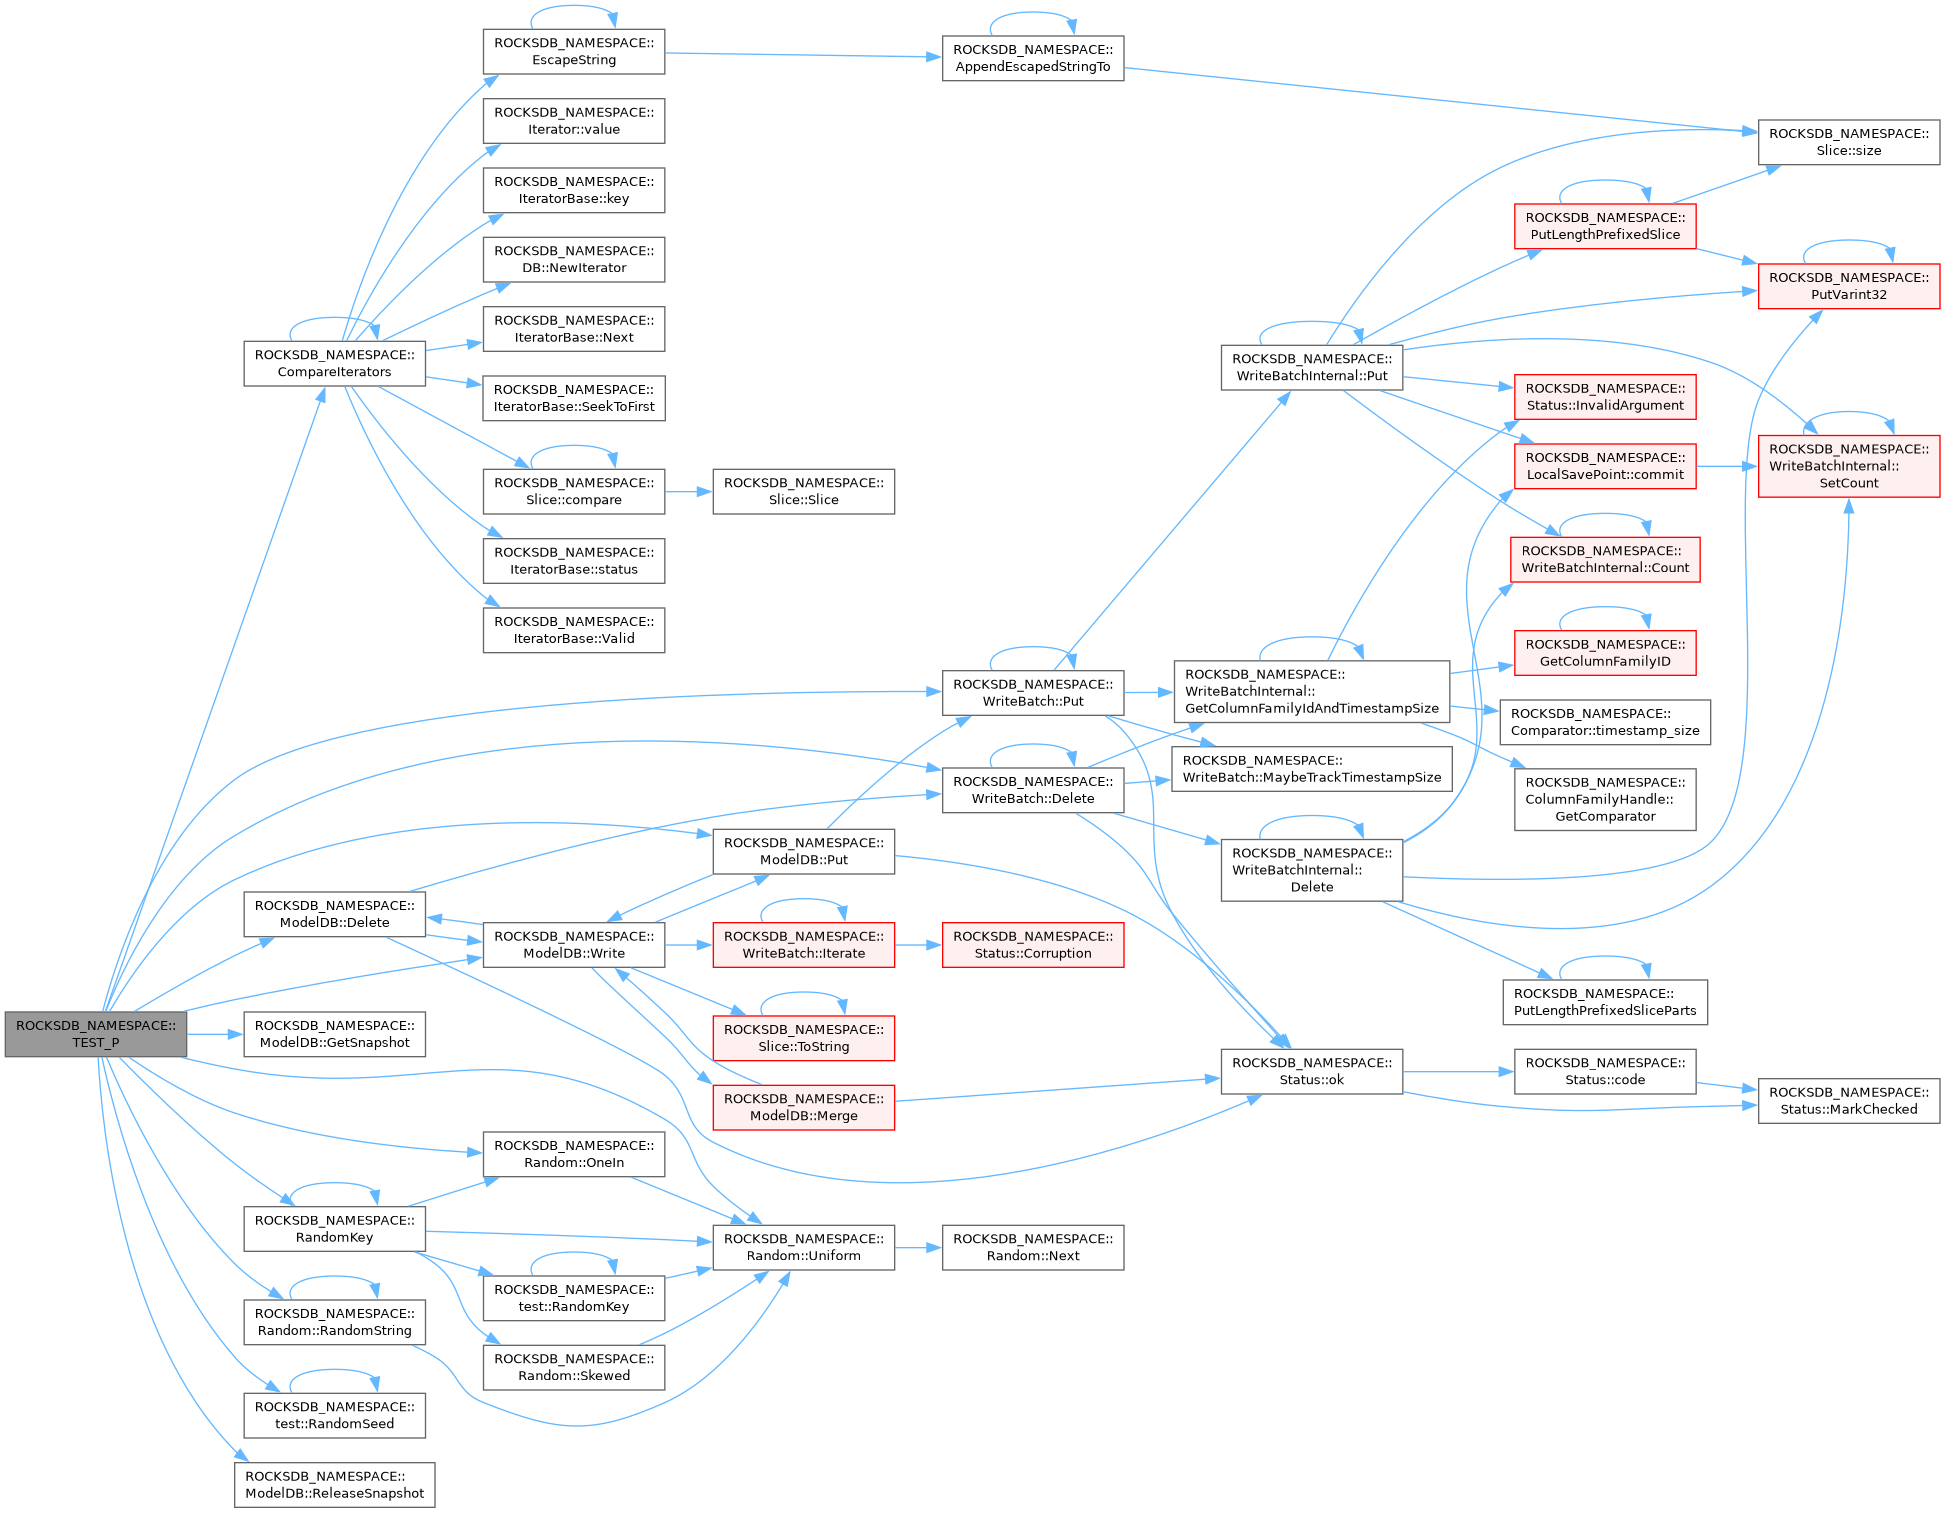 ROCKSDB_NAMESPACE::
TEST_P
ROCKSDB_NAMESPACE::
CompareIterators
ROCKSDB_NAMESPACE::
EscapeString
ROCKSDB_NAMESPACE::
AppendEscapedStringTo
ROCKSDB_NAMESPACE::
Slice::size
ROCKSDB_NAMESPACE::
Iterator::value
ROCKSDB_NAMESPACE::
IteratorBase::key
ROCKSDB_NAMESPACE::
DB::NewIterator
ROCKSDB_NAMESPACE::
IteratorBase::Next
ROCKSDB_NAMESPACE::
IteratorBase::SeekToFirst
ROCKSDB_NAMESPACE::
Slice::compare
ROCKSDB_NAMESPACE::
Slice::Slice
ROCKSDB_NAMESPACE::
IteratorBase::status
ROCKSDB_NAMESPACE::
IteratorBase::Valid
ROCKSDB_NAMESPACE::
ModelDB::Delete
ROCKSDB_NAMESPACE::
ModelDB::Write
ROCKSDB_NAMESPACE::
ModelDB::Put
ROCKSDB_NAMESPACE::
WriteBatch::Iterate
ROCKSDB_NAMESPACE::
Status::Corruption
ROCKSDB_NAMESPACE::
Slice::ToString
ROCKSDB_NAMESPACE::
ModelDB::Merge
ROCKSDB_NAMESPACE::
WriteBatch::Put
ROCKSDB_NAMESPACE::
WriteBatch::Delete
ROCKSDB_NAMESPACE::
WriteBatchInternal::Put
ROCKSDB_NAMESPACE::
WriteBatchInternal::
GetColumnFamilyIdAndTimestampSize
ROCKSDB_NAMESPACE::
WriteBatch::MaybeTrackTimestampSize
ROCKSDB_NAMESPACE::
WriteBatchInternal::
Delete
ROCKSDB_NAMESPACE::
PutLengthPrefixedSlice
ROCKSDB_NAMESPACE::
PutVarint32
ROCKSDB_NAMESPACE::
Status::InvalidArgument
ROCKSDB_NAMESPACE::
LocalSavePoint::commit
ROCKSDB_NAMESPACE::
WriteBatchInternal::
SetCount
ROCKSDB_NAMESPACE::
WriteBatchInternal::Count
ROCKSDB_NAMESPACE::
GetColumnFamilyID
ROCKSDB_NAMESPACE::
Comparator::timestamp_size
ROCKSDB_NAMESPACE::
ColumnFamilyHandle::
GetComparator
ROCKSDB_NAMESPACE::
PutLengthPrefixedSliceParts
ROCKSDB_NAMESPACE::
Status::ok
ROCKSDB_NAMESPACE::
Status::code
ROCKSDB_NAMESPACE::
Status::MarkChecked
ROCKSDB_NAMESPACE::
ModelDB::GetSnapshot
ROCKSDB_NAMESPACE::
Random::OneIn
ROCKSDB_NAMESPACE::
RandomKey
ROCKSDB_NAMESPACE::
Random::Uniform
ROCKSDB_NAMESPACE::
Random::Next
ROCKSDB_NAMESPACE::
test::RandomKey
ROCKSDB_NAMESPACE::
Random::RandomString
ROCKSDB_NAMESPACE::
Random::Skewed
ROCKSDB_NAMESPACE::
test::RandomSeed
ROCKSDB_NAMESPACE::
ModelDB::ReleaseSnapshot